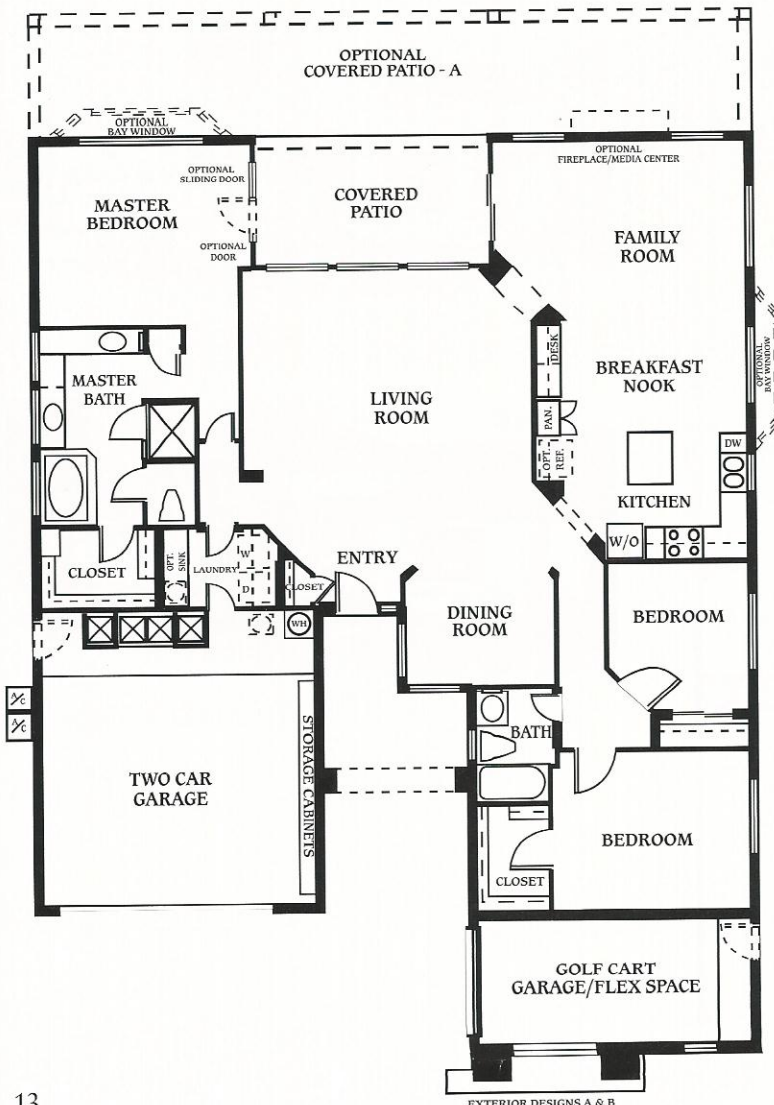 OPTIONAL
COVERED PATIO - A
OPTIONAL
BAY WINDOW
OPTIONAL
SLIDING DOOR
OPTIONAL
DOOR
MASTER
BEDROOM
COVERED
PATIO
OPTIONAL
FIREPLACE/MEDIA CENTER
FAMILY
ROOM
OPTIONAL
BAY WINDOW
MASTER
BATH
LIVING
ROOM
DESK
BREAKFAST
NOOK
PAN.
OPT.
REF.
DW
KITCHEN
W/O
CLOSET
OPT.
SINK
LAUNDRY
W
D
CLOSET
ENTRY
WH
DINING
ROOM
BEDROOM
A/C
A/C
TWO CAR
GARAGE
STORAGE CABINETS
BATH
BEDROOM
CLOSET
GOLF CART
GARAGE/FLEX SPACE
13
EXTERIOR DESIGNS A & B